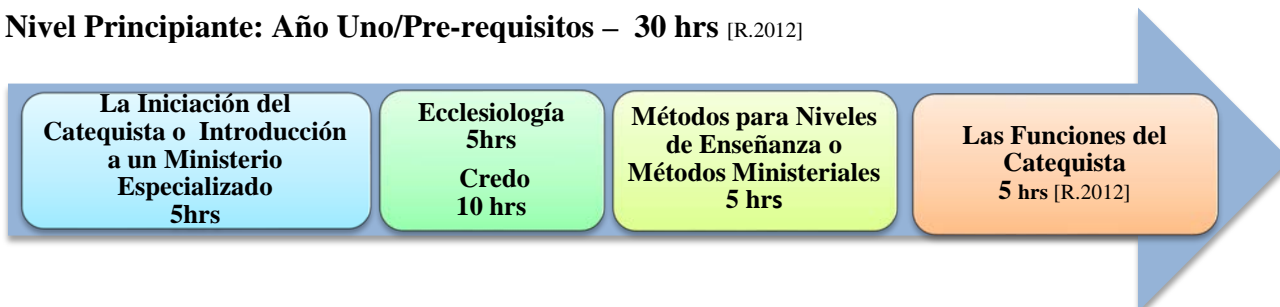 Nivel Principiante: Año Uno/Pre-requisitos – 30 hrs [R.2012]
La Iniciación del
Catequista o Introducción
a un Ministerio
Especializado
5hrs
Ecclesiología
5hrs
Credo
10 hrs
Métodos para Niveles
de Enseñanza o
Métodos Ministeriales
5 hrs
Las Funciones del
Catequista
5 hrs [R.2012]